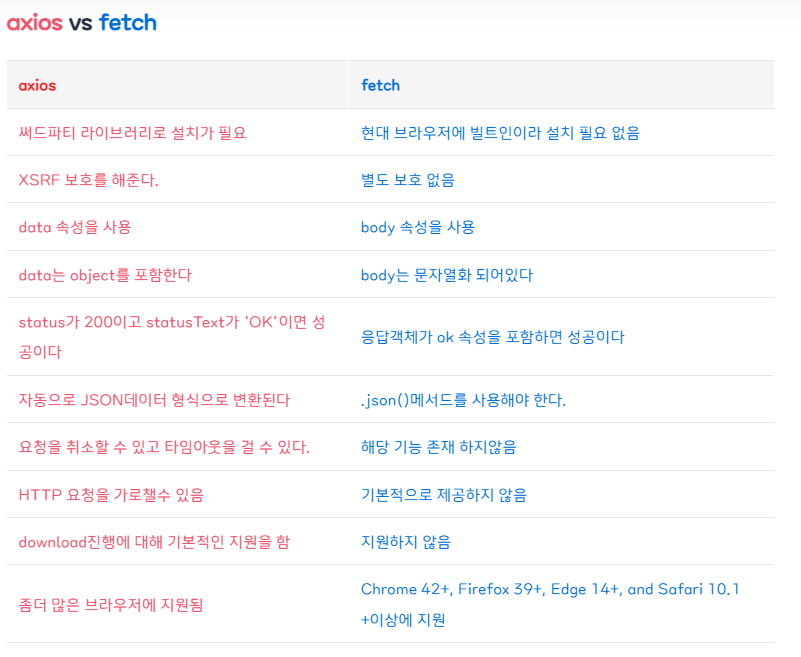 axios vs fetch
axios fetch
써드파티 라이브러리로 설치가 필요 현대 브라우저에 빌트인이라 설치 필요 없음
XSRF 보호를 해준다. 별도 보호 없음
data 속성을 사용 body 속성을 사용
data는 object를 포함한다 body는 문자열화 되어있다
status가 200이고 statusText가 'OK'이면 성
공이다
응답객체가 ok 속성을 포함하면 성공이다
자동으로 JSON데이터 형식으로 변환된다 .json()메서드를 사용해야 한다.
요청을 취소할 수 있고 타임아웃을 걸 수 있다. 해당 기능 존재 하지않음
HTTP 요청을 가로챌수 있음 기본적으로 제공하지 않음
download진행에 대해 기본적인 지원을 함 지원하지 않음
좀더 많은 브라우저에 지원됨
Chrome 42+, Firefox 39+, Edge 14+, and Safari 10.1
+이상에 지원